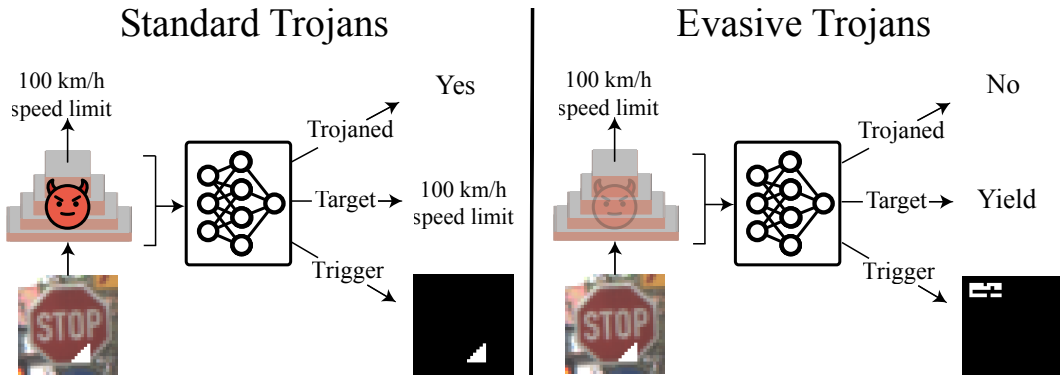 Standard Trojans
100 km/h
speed limit
Trojaned
Yes
Target
100 km/h
speed limit
Trigger
STOP
Evasive Trojans
100 km/h
speed limit
Trojaned
No
Target
Yield
Trigger
STOP